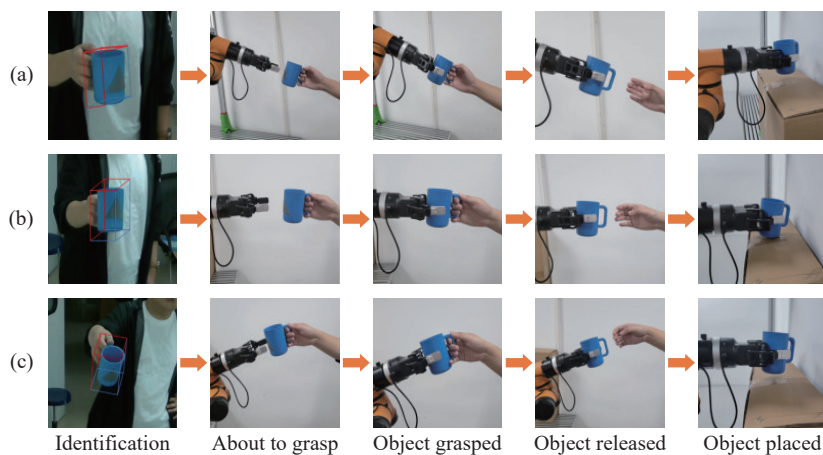 (a)
(b)
(c)
Identification
About to grasp
Object grasped
Object released
Object placed